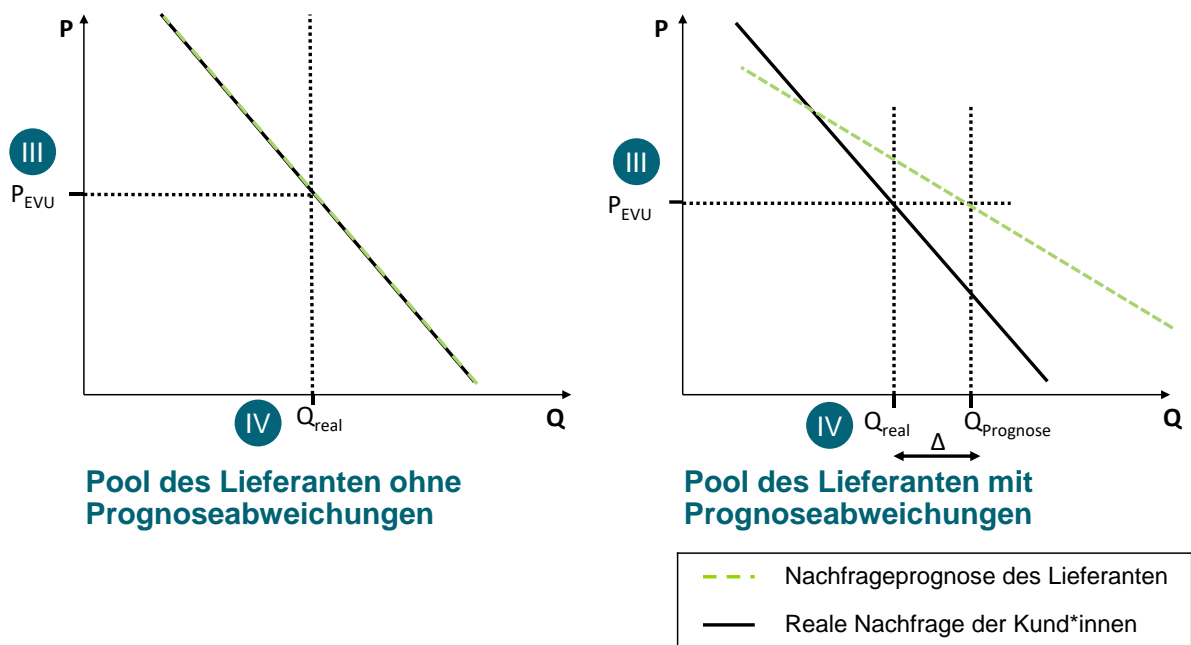 P
III
P_EVU
IV
Q_real
Q
Pool des Lieferanten ohne
Prognoseabweichungen
P
III
P_EVU
IV
Q_real
Q_Prognose
Q
Δ
Pool des Lieferanten mit
Prognoseabweichungen
Nachfrageprognose des Lieferanten
Reale Nachfrage der Kund*innen